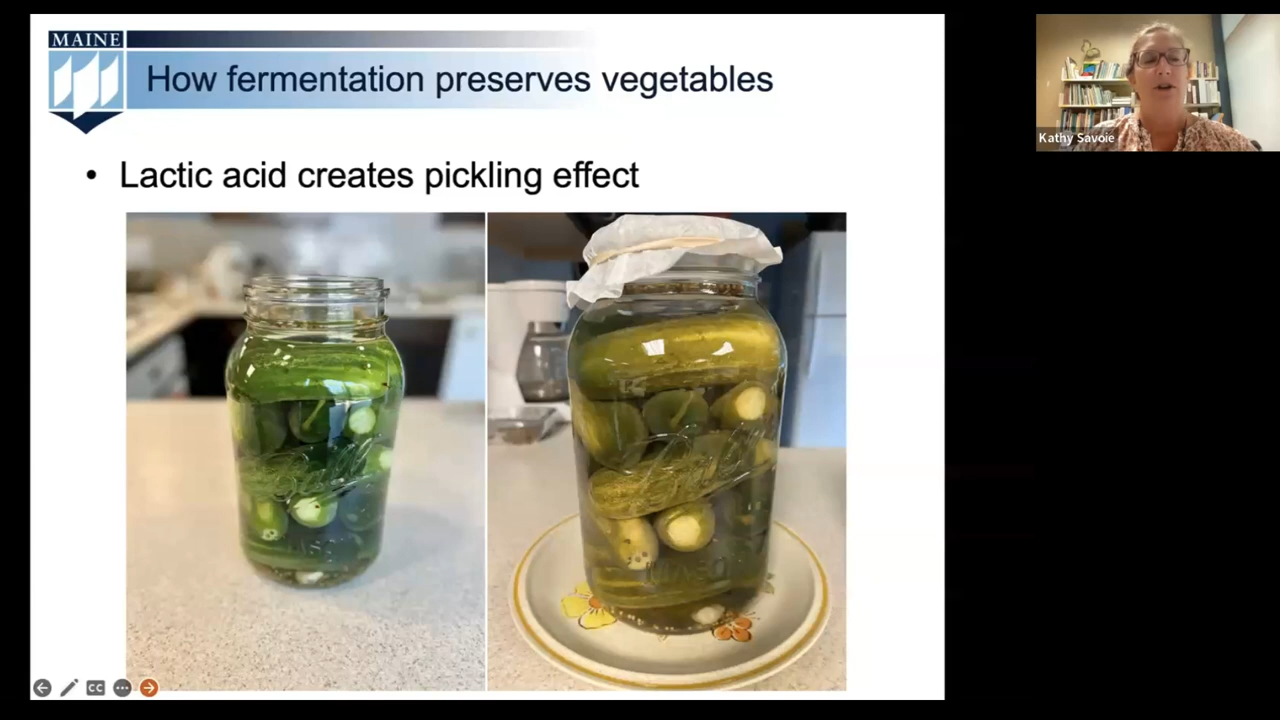 MAINE
How fermentation preserves vegetables
• Lactic acid creates pickling effect
Kathy Savoie
CC